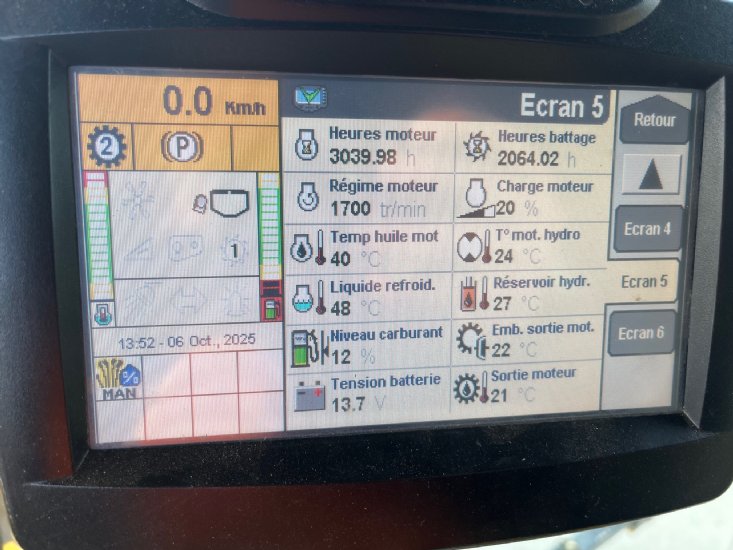 0.0 Km/h
Ecran 5
Retour
2
P
Heures moteur
3039.98 h
Heures battage
2064.02 h
Régime moteur
1700 tr/min
Charge moteur
20 %
1
Temp huile mot
40 °C
T° mot. hydro
24 °C
Ecran 4
Liquide refroid.
48 °C
Réservoir hydr.
27 °C
Ecran 5
13:52 - 06 Oct., 2025
Niveau carburant
12 %
Emb. sortie mot.
22 °C
Ecran 6
MAN
Tension batterie
13.7 V
Sortie moteur
21 °C